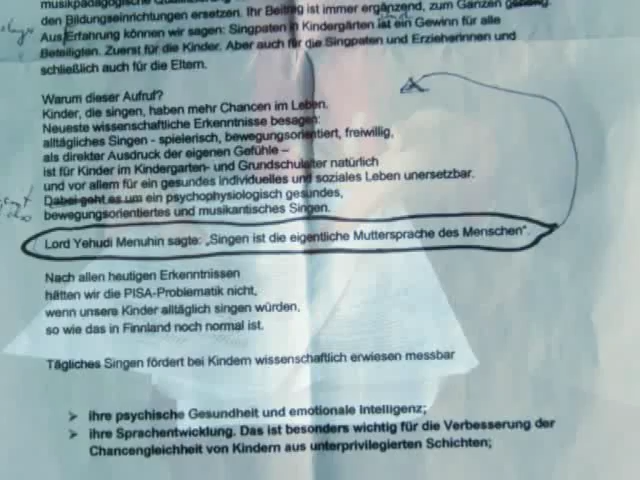 musikpädagogische
den Bildungseinrichtungen ersetzen. Ihr Beitrag ist immer ergänzend, zum Ganzen
Aus Erfahrung können wir sagen: Singpaten in Kindergärten ist ein Gewinn für alle
Beteiligten. Zuerst für die Kinder. Aber auch für die Singpaten und Erzieherinnen und
schließlich auch für die Eltern.
Warum dieser Aufruf?
Kinder, die singen, haben mehr Chancen im Leben.
Neueste wissenschaftliche Erkenntnisse besagen:
alltägliches Singen - spielerisch, bewegungsorientiert, freiwillig,
als direkter Ausdruck der eigenen Gefühle –
ist für Kinder im Kindergarten- und Grundschulalter natürlich
und vor allem für ein gesundes individuelles und soziales Leben unersetzbar.
Dabei geht es um ein psychophysiologisch gesundes,
bewegungsorientiertes und musikantisches Singen.
Lord Yehudi Menuhin sagte: „Singen ist die eigentliche Muttersprache des Menschen“.
Nach allen heutigen Erkenntnissen
hätten wir die PISA-Problematik nicht,
wenn unsere Kinder alltäglich singen würden,
so wie das in Finnland noch normal ist.
Tägliches Singen fördert bei Kindern wissenschaftlich erwiesen messbar
➢ ihre psychische Gesundheit und emotionale Intelligenz;
➢ ihre Sprachentwicklung. Das ist besonders wichtig für die Verbesserung der
Chancengleichheit von Kindern aus unterprivilegierten Schichten;